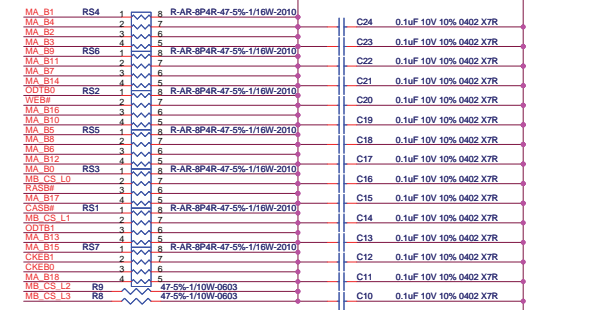 MA_B1 RS4 1 8 R-AR-8P4R-47-5%-1/16W-2010
MA_B4 2 7 C24 0.1uF 10V 10% 0402 X7R
MA_B2 3 6
MA_B3 4 5 C23 0.1uF 10V 10% 0402 X7R
MA_B9 RS6 1 8 R-AR-8P4R-47-5%-1/16W-2010
MA_B11 2 7 C22 0.1uF 10V 10% 0402 X7R
MA_B7 3 6
MA_B14 4 5 C21 0.1uF 10V 10% 0402 X7R
ODTB0 RS2 1 8 R-AR-8P4R-47-5%-1/16W-2010
WEB# 2 7 C20 0.1uF 10V 10% 0402 X7R
MA_B16 3 6
MA_B10 4 5 C19 0.1uF 10V 10% 0402 X7R
MA_B5 RS5 1 8 R-AR-8P4R-47-5%-1/16W-2010
MA_B8 2 7 C18 0.1uF 10V 10% 0402 X7R
MA_B6 3 6
MA_B12 4 5 C17 0.1uF 10V 10% 0402 X7R
MA_B0 RS3 1 8 R-AR-8P4R-47-5%-1/16W-2010
MB_CS_L0 2 7 C16 0.1uF 10V 10% 0402 X7R
RASB# 3 6
MA_B17 4 5 C15 0.1uF 10V 10% 0402 X7R
CASB# RS1 1 8 R-AR-8P4R-47-5%-1/16W-2010
MB_CS_L1 2 7 C14 0.1uF 10V 10% 0402 X7R
ODTB1 3 6
MA_B13 4 5 C13 0.1uF 10V 10% 0402 X7R
MA_B15 RS7 1 8 R-AR-8P4R-47-5%-1/16W-2010
CKEB1 2 7 C12 0.1uF 10V 10% 0402 X7R
CKEB0 3 6
MA_B18 4 5 C11 0.1uF 10V 10% 0402 X7R
MB_CS_L2 R9 47-5%-1/10W-0603
MB_CS_L3 R8 47-5%-1/10W-0603 C10 0.1uF 10V 10% 0402 X7R